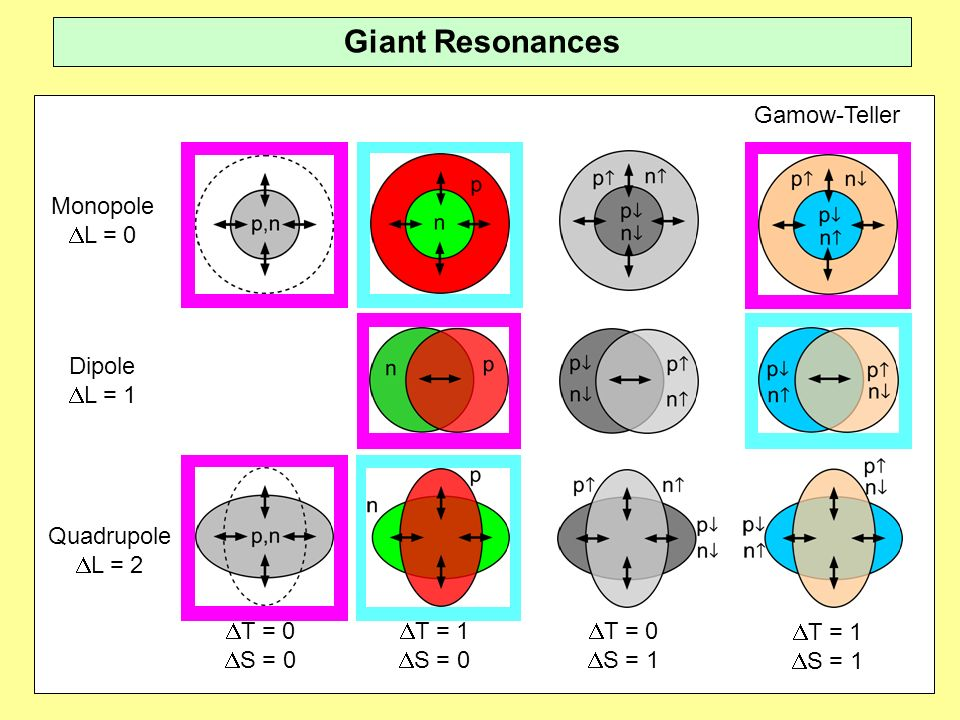 Giant Resonances
Gamow-Teller
Monopole
ΔL = 0
p,n
p
n
p↑ n↑
p↓
n↓
p↑ n↓
p↓
n↑
Dipole
ΔL = 1
n p
p↓ p↑
n↓ n↑
p↓ p↑
n↑ n↓
Quadrupole
ΔL = 2
p,n
p
n
p↑ n↑
p↓
n↓
p↑
n↓
p↓
n↑
ΔT = 0
ΔS = 0
ΔT = 1
ΔS = 0
ΔT = 0
ΔS = 1
ΔT = 1
ΔS = 1